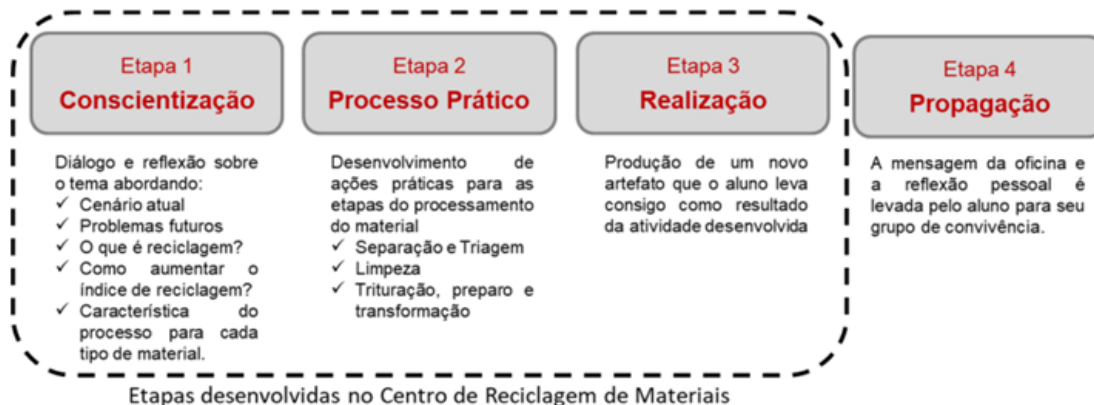 Etapa 1
Conscientização
Diálogo e reflexão sobre
o tema abordando:
✓ Cenário atual
✓ Problemas futuros
✓ O que é reciclagem?
✓ Como aumentar o
índice de reciclagem?
✓ Característica do
processo para cada
tipo de material.
Etapa 2
Processo Prático
Desenvolvimento de
ações práticas para as
etapas do processamento
do material
✓ Separação e Triagem
✓ Limpeza
✓ Trituração, preparo e
transformação
Etapa 3
Realização
Produção de um novo
artefato que o aluno leva
consigo como resultado
da atividade desenvolvida
Etapa 4
Propagação
A mensagem da oficina e
a reflexão pessoal é
levada pelo aluno para seu
grupo de convivência.
Etapas desenvolvidas no Centro de Reciclagem de Materiais